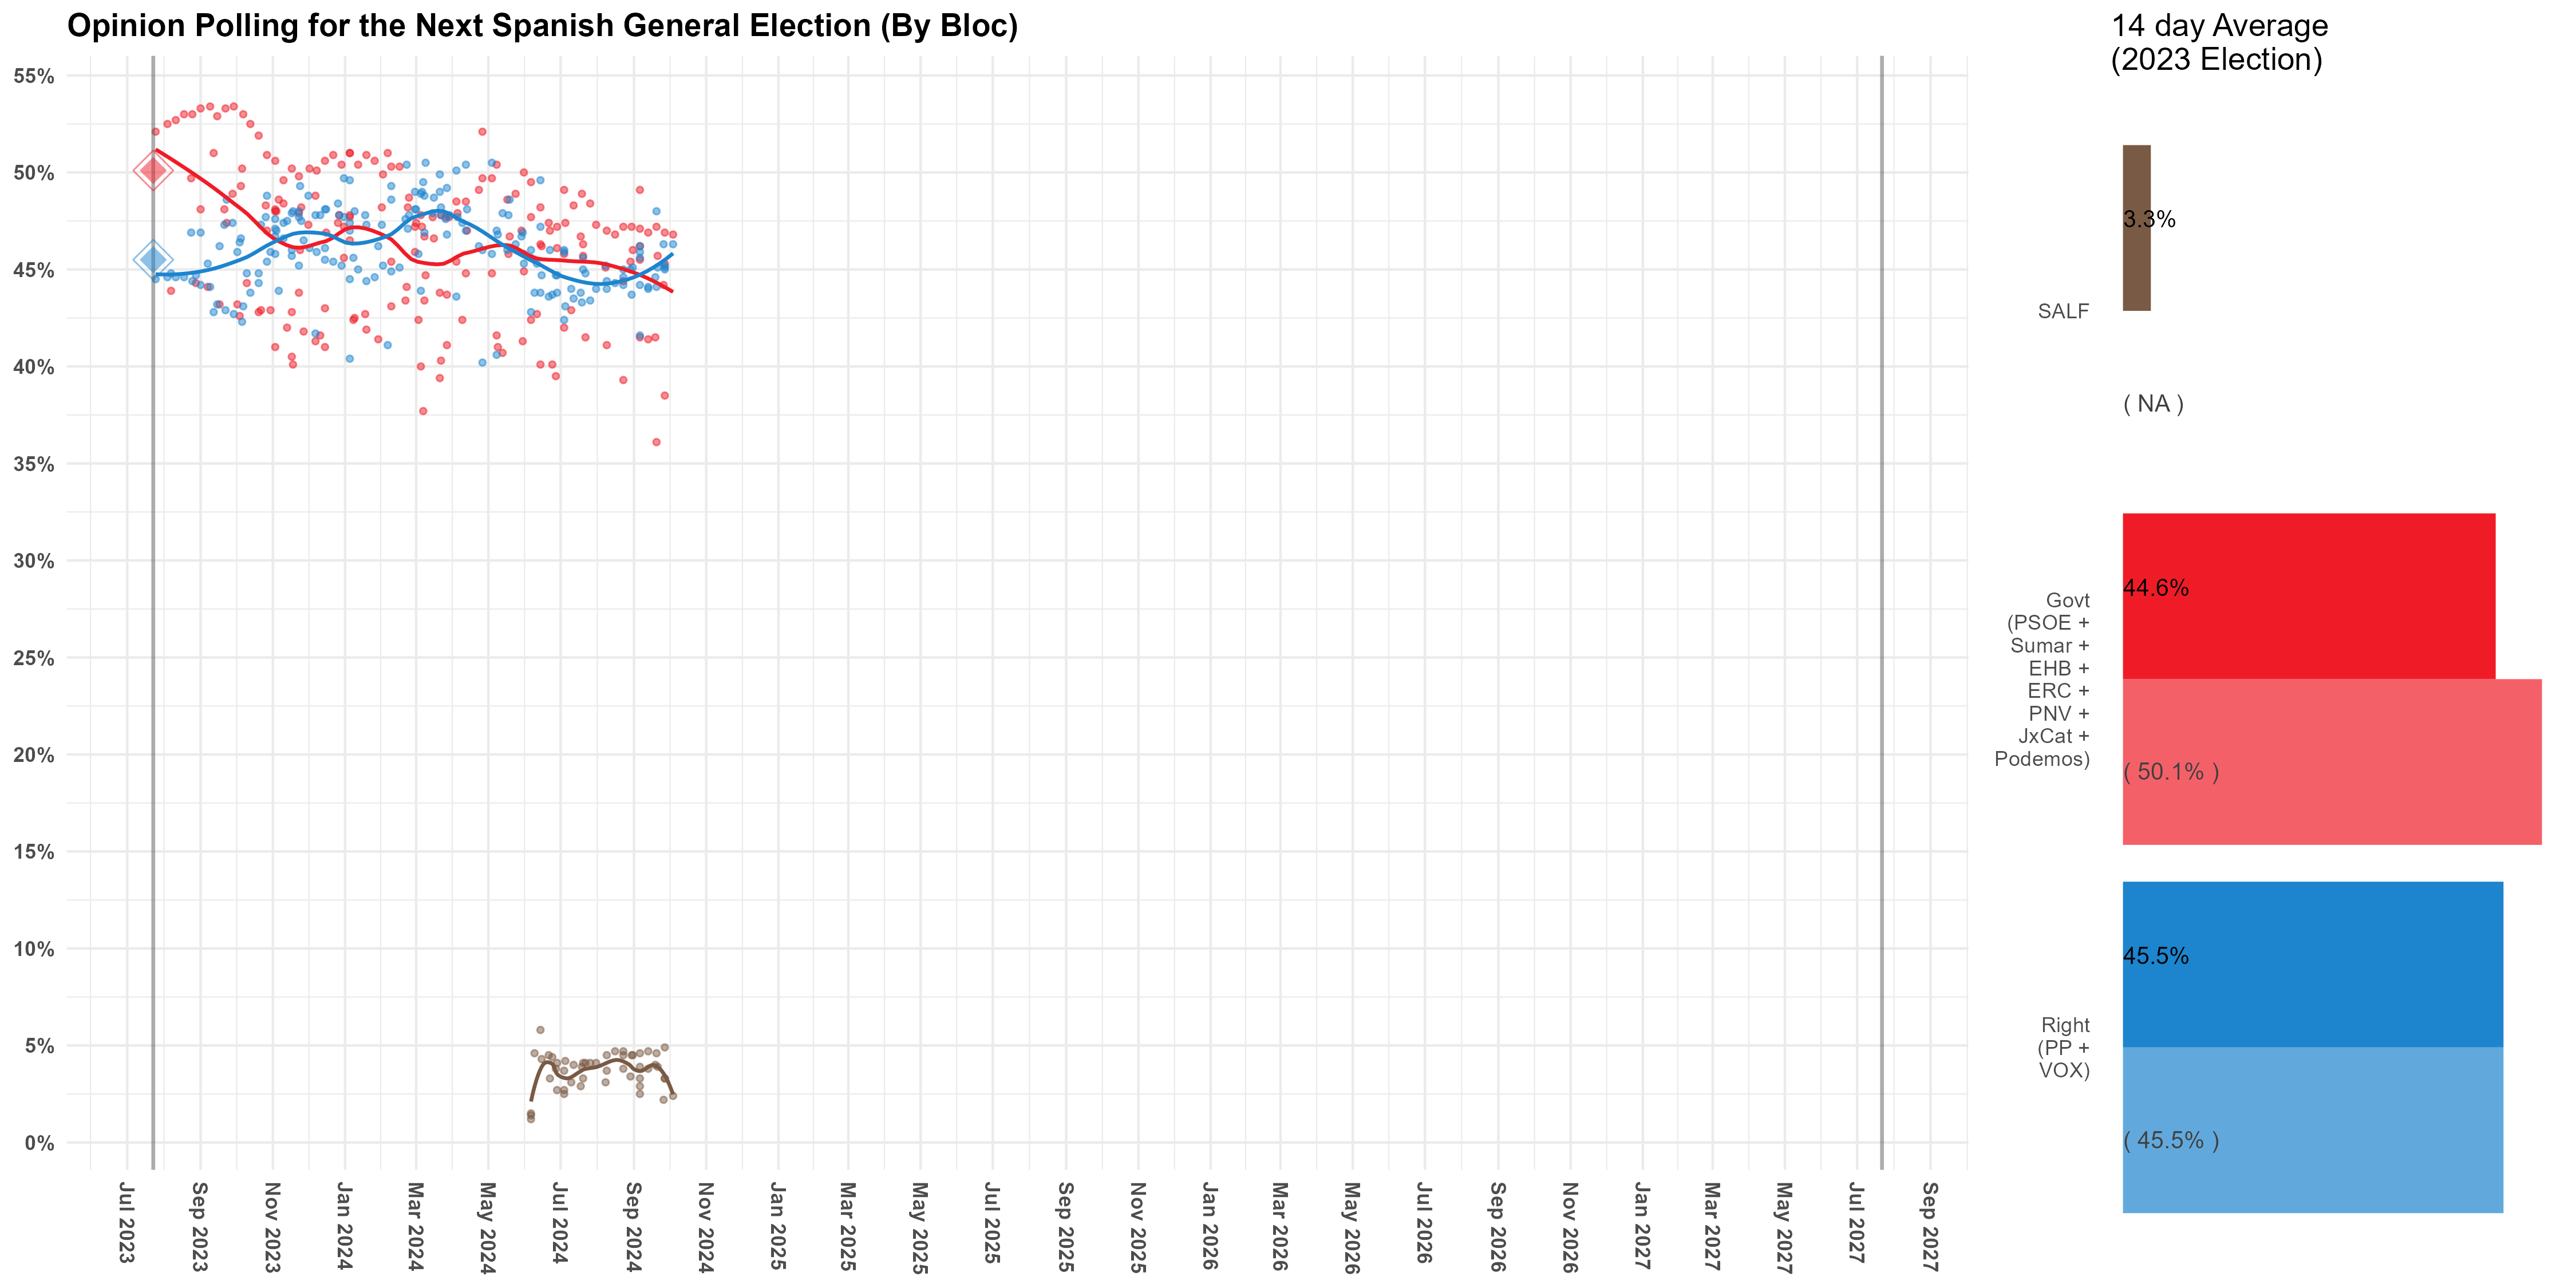 Opinion Polling for the Next Spanish General Election (By Bloc)
55%
50%
45%
40%
35%
30%
25%
20%
15%
10%
5%
0%
Jul 2023
Sep 2023
Nov 2023
Jan 2024
Mar 2024
May 2024
Jul 2024
Sep 2024
Nov 2024
Jan 2025
Mar 2025
May 2025
Jul 2025
Sep 2025
Nov 2025
Jan 2026
Mar 2026
May 2026
Jul 2026
Sep 2026
Nov 2026
Jan 2027
Mar 2027
May 2027
Jul 2027
Sep 2027
14 day Average
(2023 Election)
SALF
3.3%
( NA )
Govt
(PSOE +
Sumar +
EHB +
ERC +
PNV +
JxCat +
Podemos)
44.6%
( 50.1% )
Right
(PP +
VOX)
45.5%
( 45.5% )